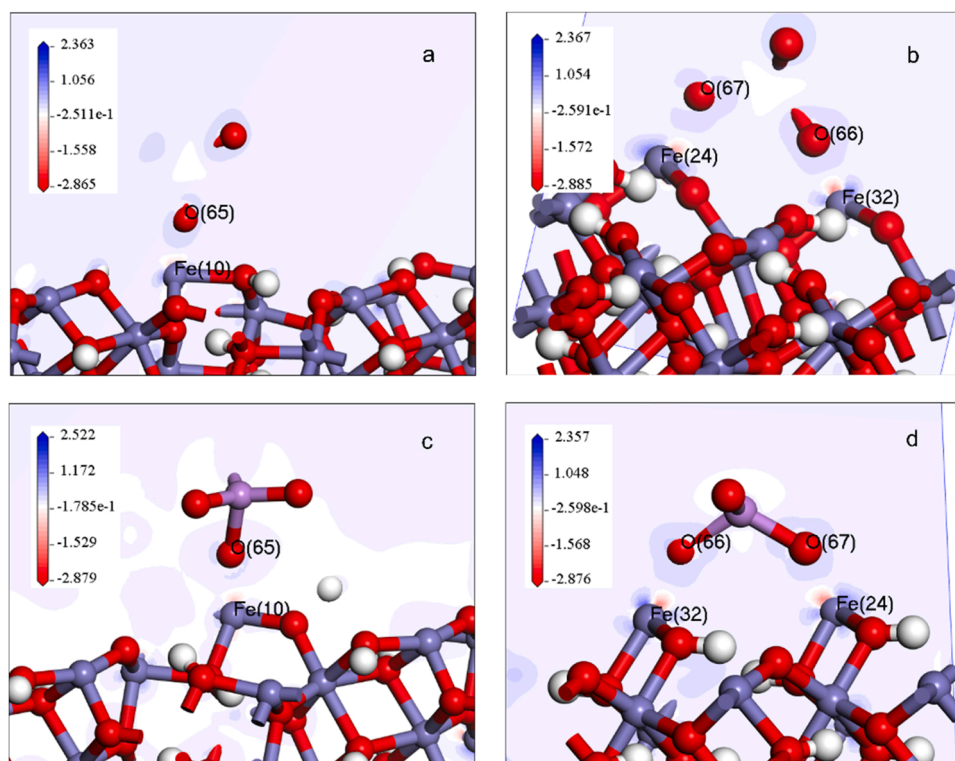 2.363
1.056
-2.511e-1
-1.558
-2.865
a
O(65)
Fe(10)
2.367
1.054
-2.591e-1
-1.572
-2.885
b
O(67)
O(66)
Fe(24)
Fe(32)
2.522
1.172
-1.785e-1
-1.529
-2.879
c
O(65)
Fe(10)
2.357
1.048
-2.598e-1
-1.568
-2.876
d
O(66)
O(67)
Fe(32)
Fe(24)